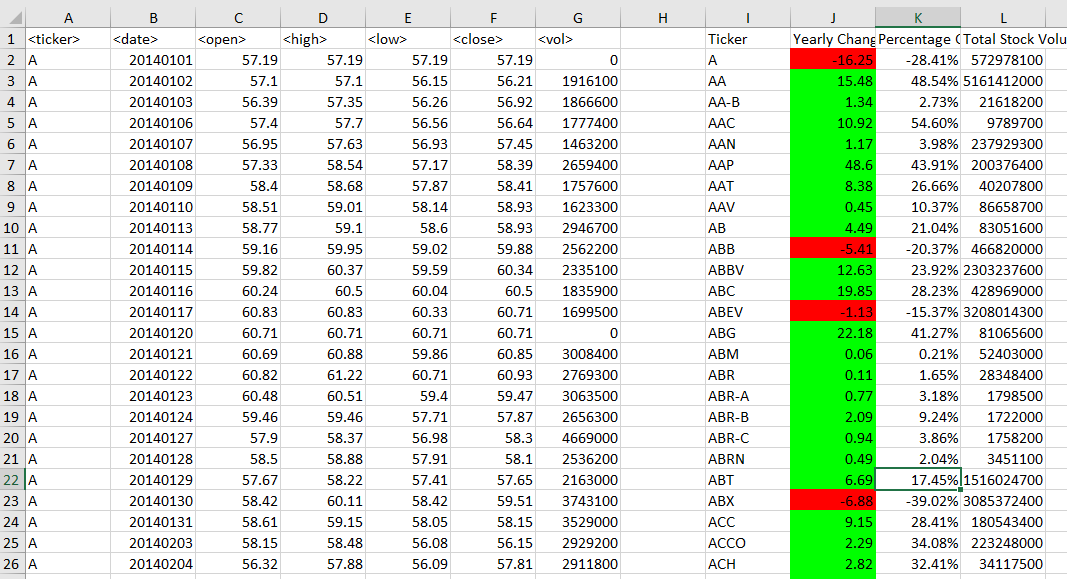 A B C D E F G H I J K L
1 <ticker> <date> <open> <high> <low> <close> <vol> Ticker Yearly Chang Percentage C Total Stock Volu
2 A 20140101 57.19 57.19 57.19 57.19 0 A -16.25 -28.41% 572978100
3 A 20140102 57.1 57.1 56.15 56.21 1916100 AA 15.48 48.54% 5161412000
4 A 20140103 56.39 57.35 56.26 56.92 1866600 AA-B 1.34 2.73% 21618200
5 A 20140106 57.4 57.7 56.56 56.64 1777400 AAC 10.92 54.60% 9789700
6 A 20140107 56.95 57.63 56.93 57.45 1463200 AAN 1.17 3.98% 237929300
7 A 20140108 57.33 58.54 57.17 58.39 2659400 AAP 48.6 43.91% 200376400
8 A 20140109 58.4 58.68 57.87 58.41 1757600 AAT 8.38 26.66% 40207800
9 A 20140110 58.51 59.01 58.14 58.93 1623300 AAV 0.45 10.37% 86658700
10 A 20140113 58.77 59.1 58.6 58.93 2946700 AB 4.49 21.04% 83051600
11 A 20140114 59.16 59.95 59.02 59.88 2562200 ABB -5.41 -20.37% 466820000
12 A 20140115 59.82 60.37 59.59 60.34 2335100 ABBV 12.63 23.92% 2303237600
13 A 20140116 60.24 60.5 60.04 60.5 1835900 ABC 19.85 28.23% 428969000
14 A 20140117 60.83 60.83 60.33 60.71 1699500 ABEV -1.13 -15.37% 3208014300
15 A 20140120 60.71 60.71 60.71 60.71 0 ABG 22.18 41.27% 81065600
16 A 20140121 60.69 60.88 59.86 60.85 3008400 ABM 0.06 0.21% 52403000
17 A 20140122 60.82 61.22 60.71 60.93 2769300 ABR 0.11 1.65% 28348400
18 A 20140123 60.48 60.51 59.4 59.47 3063500 ABR-A 0.77 3.18% 1798500
19 A 20140124 59.46 59.46 57.71 57.87 2656300 ABR-B 2.09 9.24% 1722000
20 A 20140127 57.9 58.37 56.98 58.3 4669000 ABR-C 0.94 3.86% 1758200
21 A 20140128 58.5 58.88 57.91 58.1 2536200 ABRN 0.49 2.04% 3451100
22 A 20140129 57.67 58.22 57.41 57.65 2163000 ABT 6.69 17.45% 1516024700
23 A 20140130 58.42 60.11 58.42 59.51 3743100 ABX -6.88 -39.02% 3085372400
24 A 20140131 58.61 59.15 58.05 58.15 3529000 ACC 9.15 28.41% 180543400
25 A 20140203 58.15 58.48 56.08 56.15 2929200 ACCO 2.29 34.08% 223248000
26 A 20140204 56.32 57.88 56.09 57.81 2911800 ACH 2.82 32.41% 34117500